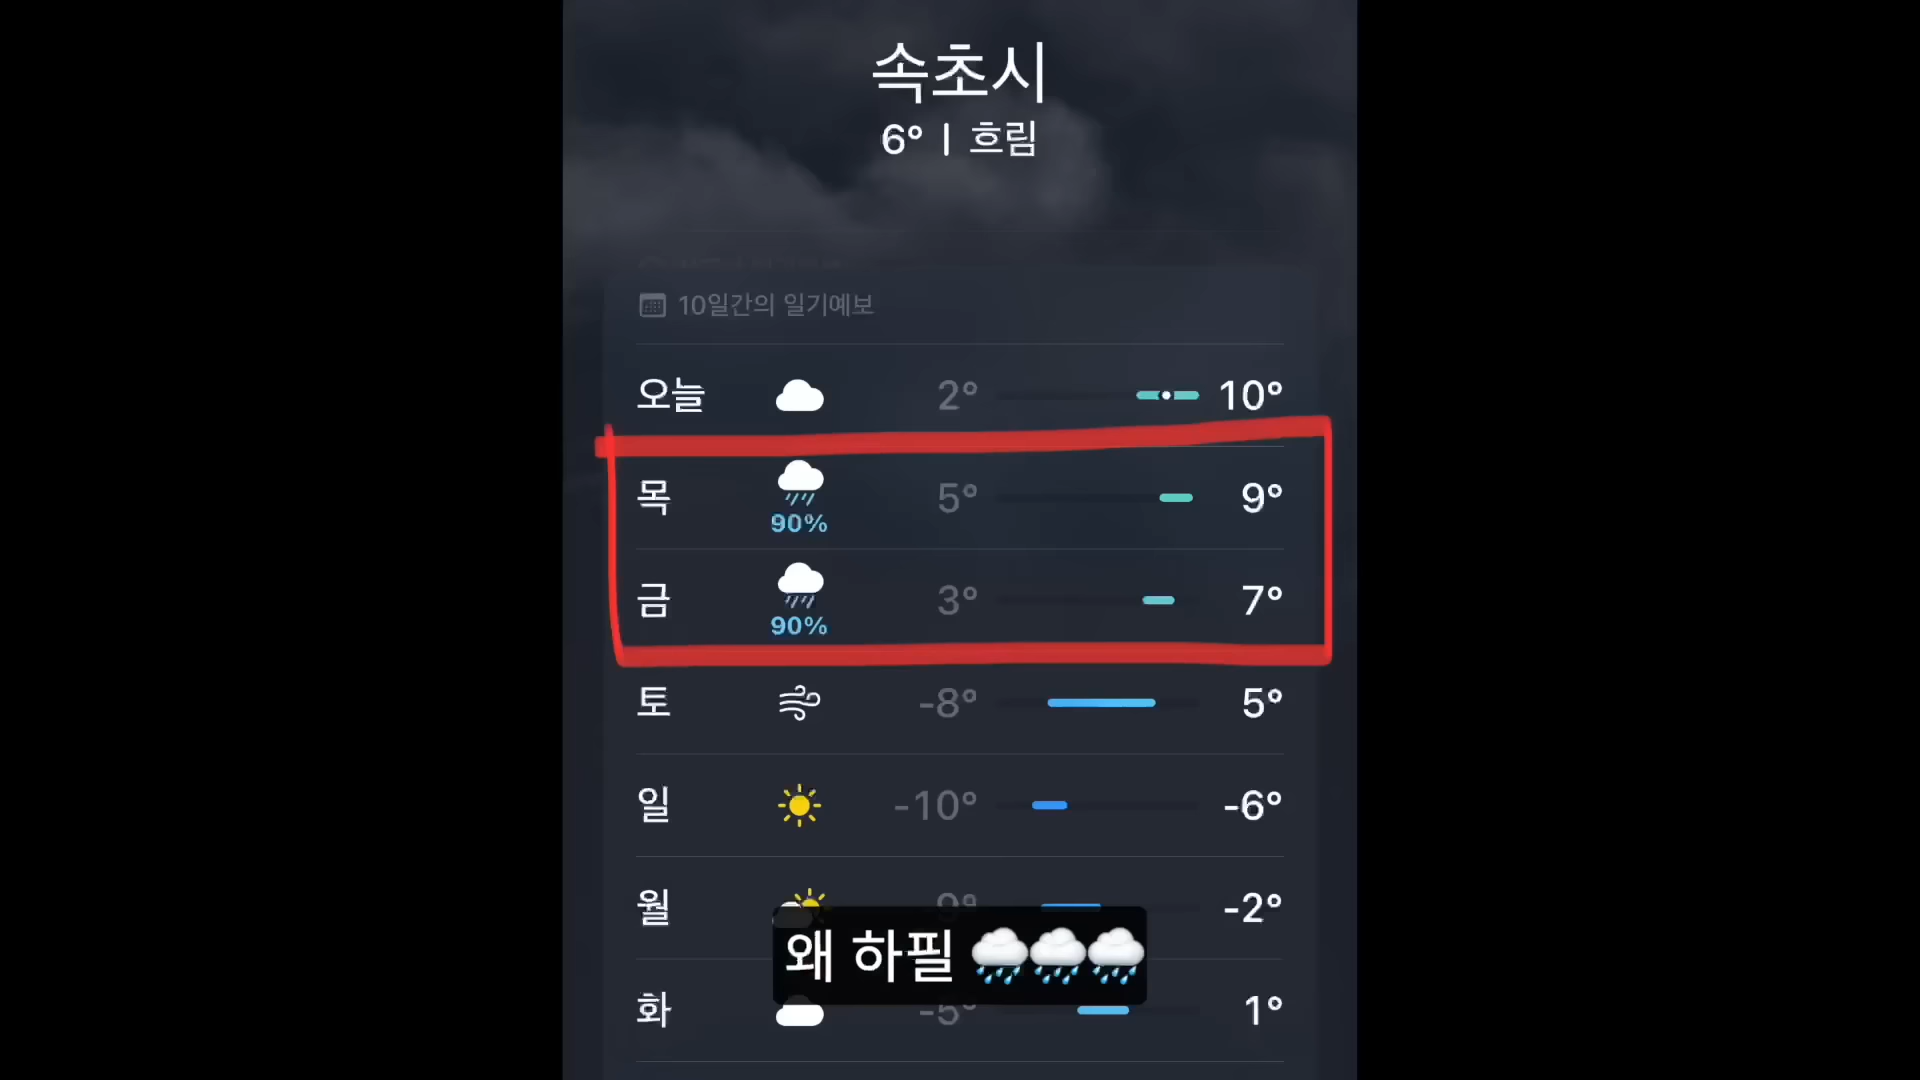 속초시
6° | 흐림
10일간의 일기예보
오늘 2° 10°
목 90% 5° 9°
금 90% 3° 7°
토 -8° 5°
일 -10° -6°
월 -9° -2°
왜 하필 🌧️🌧️🌧️
화 -5° 1°